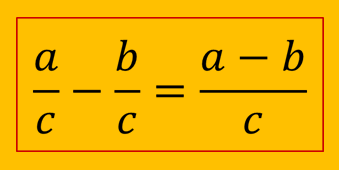 a/c − b/c = (a − b)/c